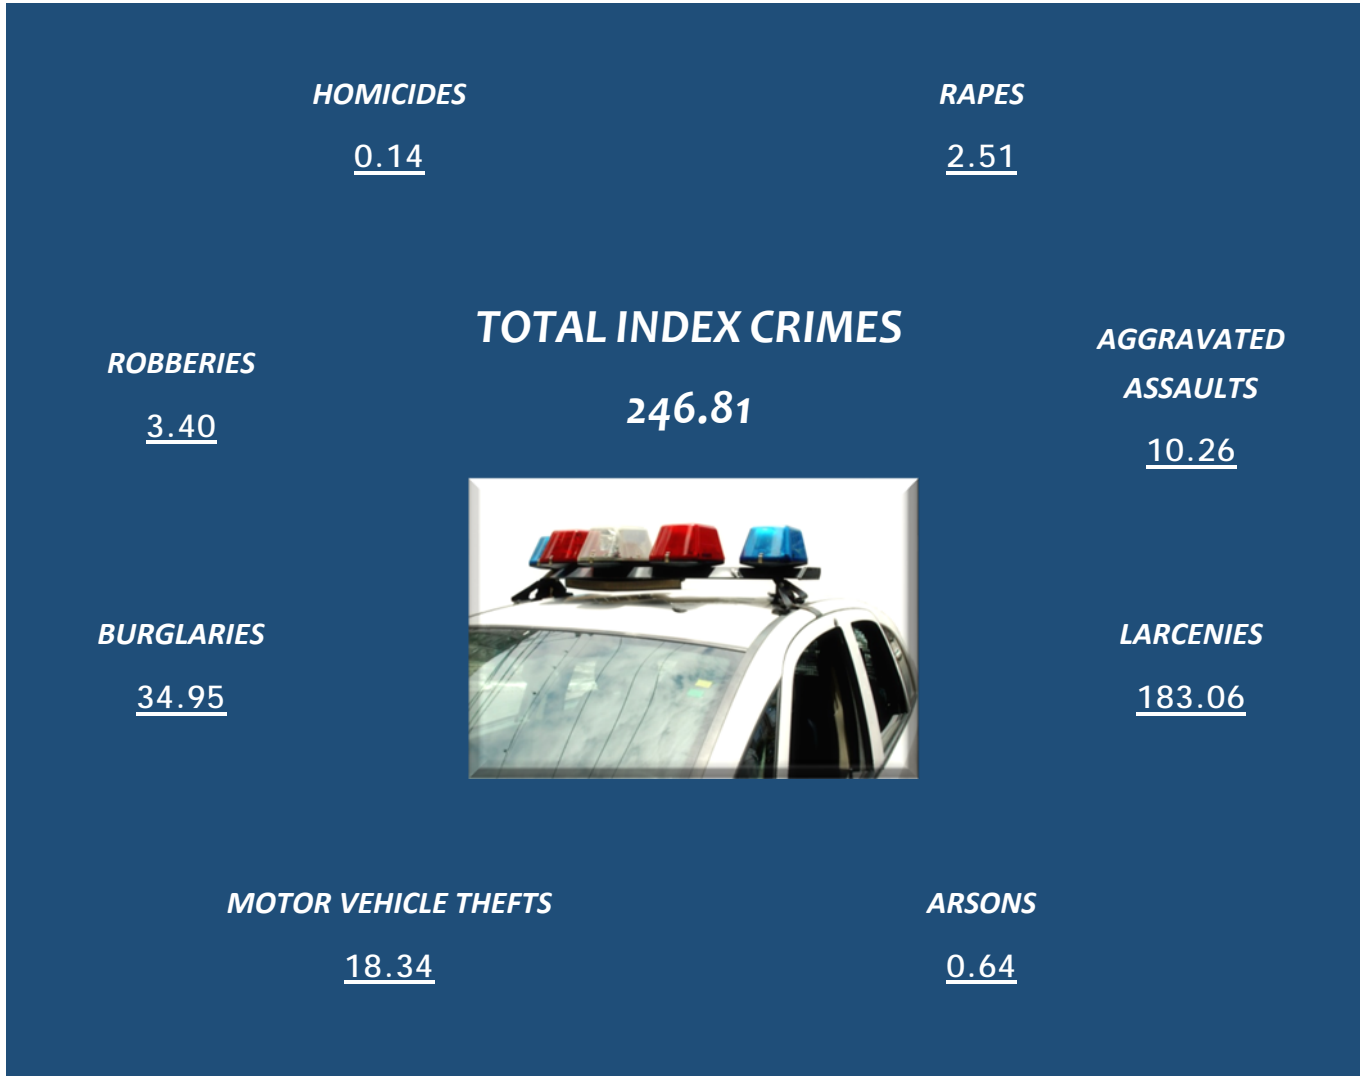 HOMICIDES
0.14
RAPES
2.51
TOTAL INDEX CRIMES
246.81
ROBBERIES
3.40
AGGRAVATED
ASSAULTS
10.26
BURGLARIES
34.95
LARCENIES
183.06
MOTOR VEHICLE THEFTS
18.34
ARSONS
0.64